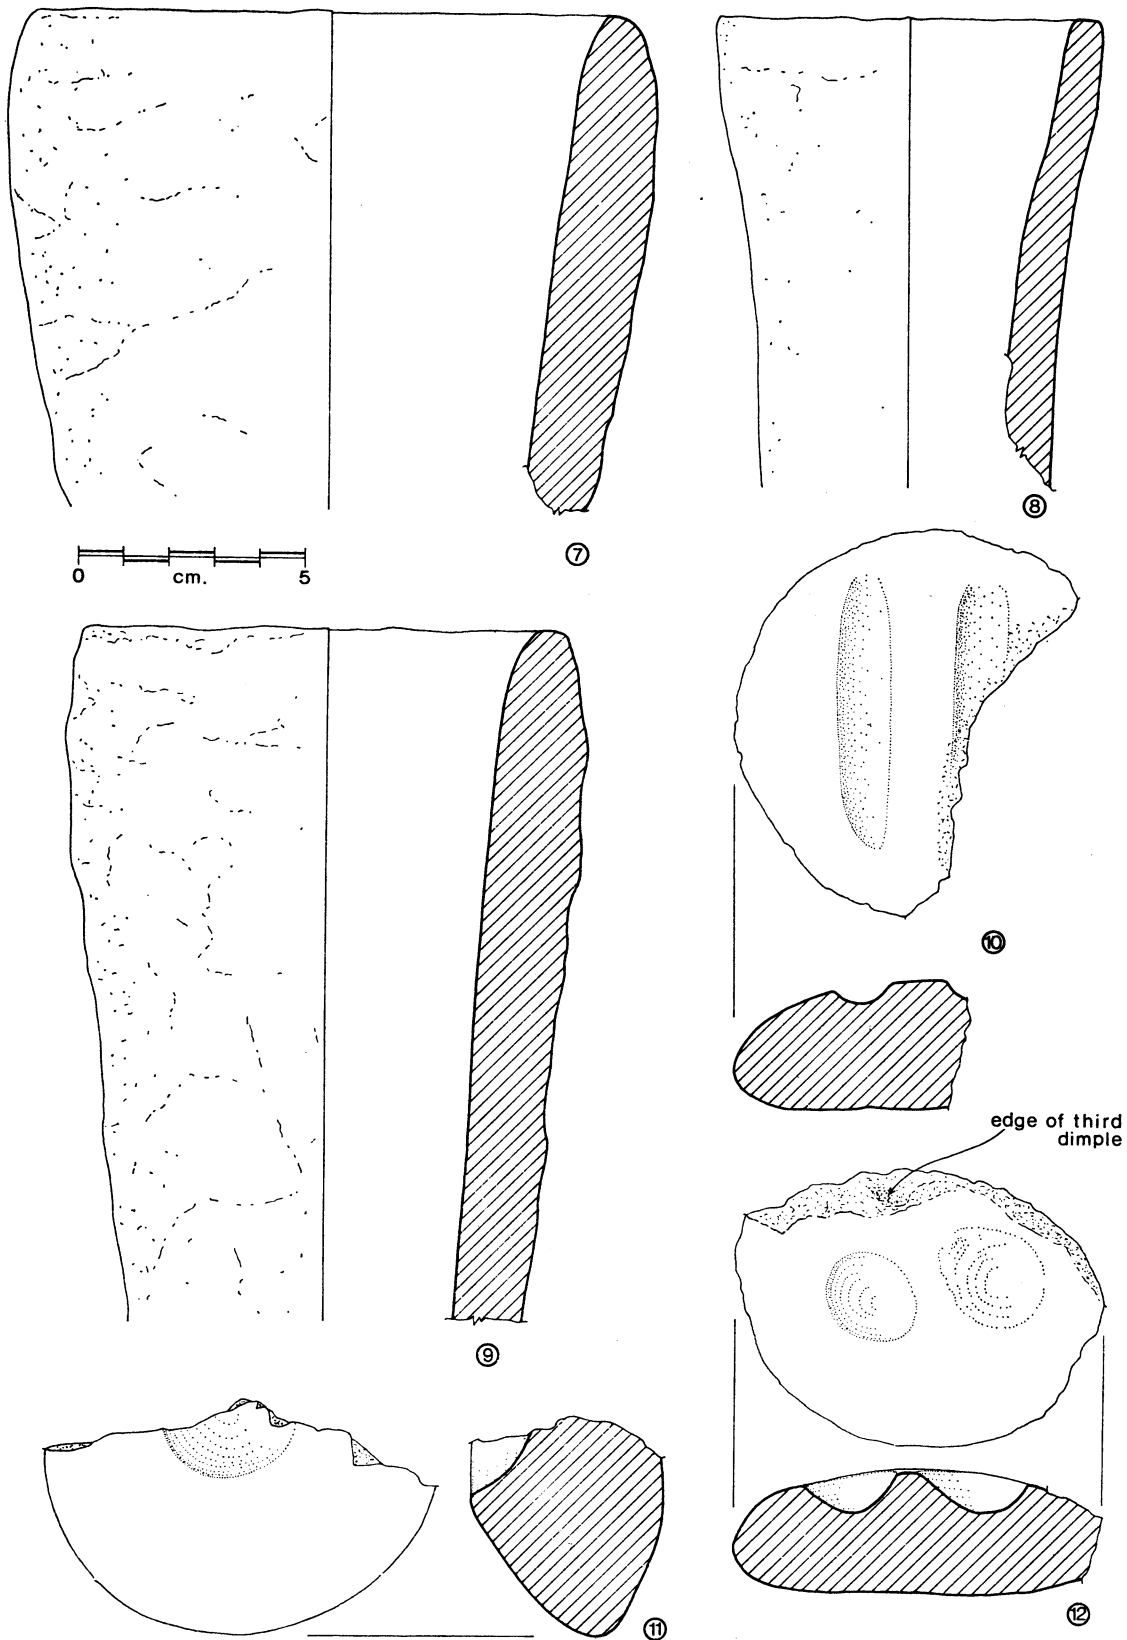 ⑧
⑦
0 cm. 5
⑩
edge of third
dimple
⑨
⑪
⑫